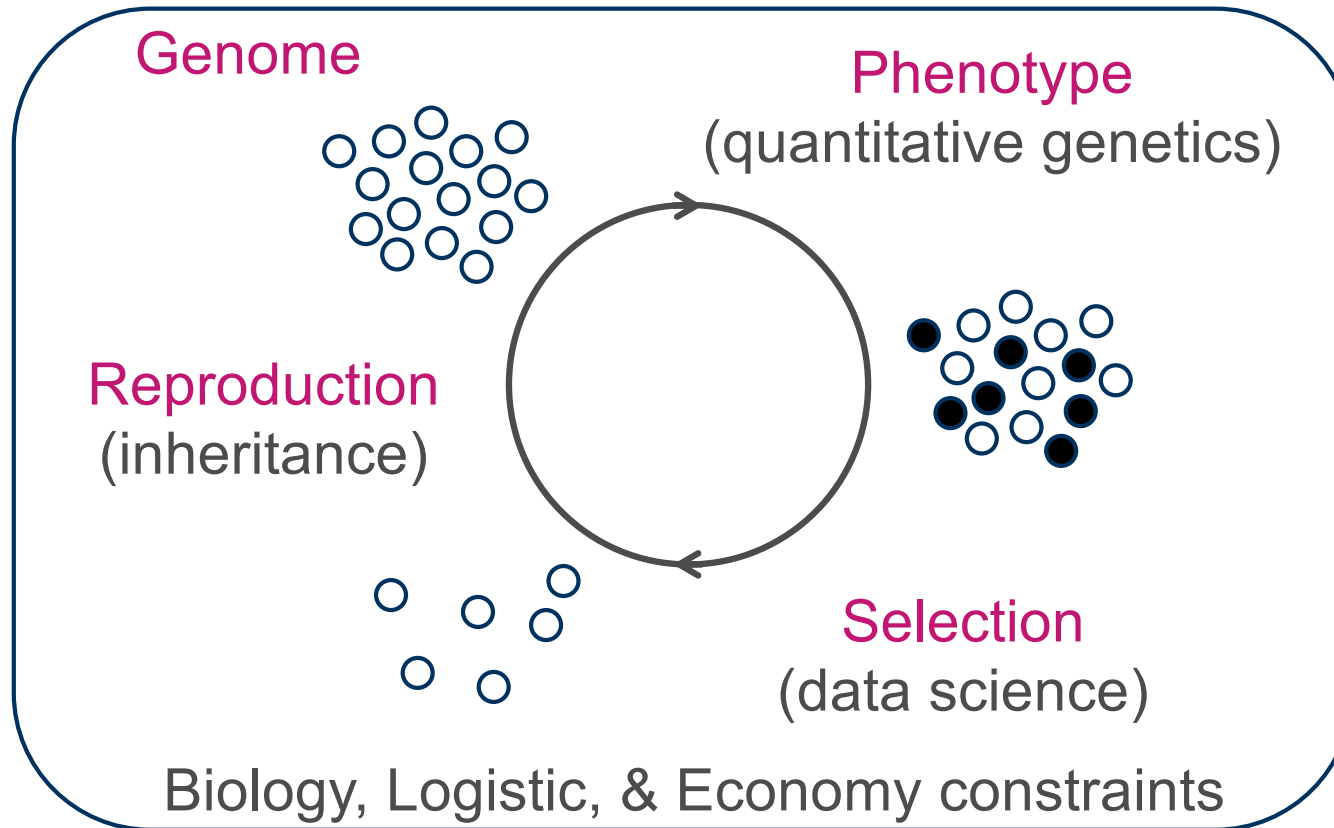 Genome
Phenotype
(quantitative genetics)
Reproduction
(inheritance)
Selection
(data science)
Biology, Logistic, & Economy constraints